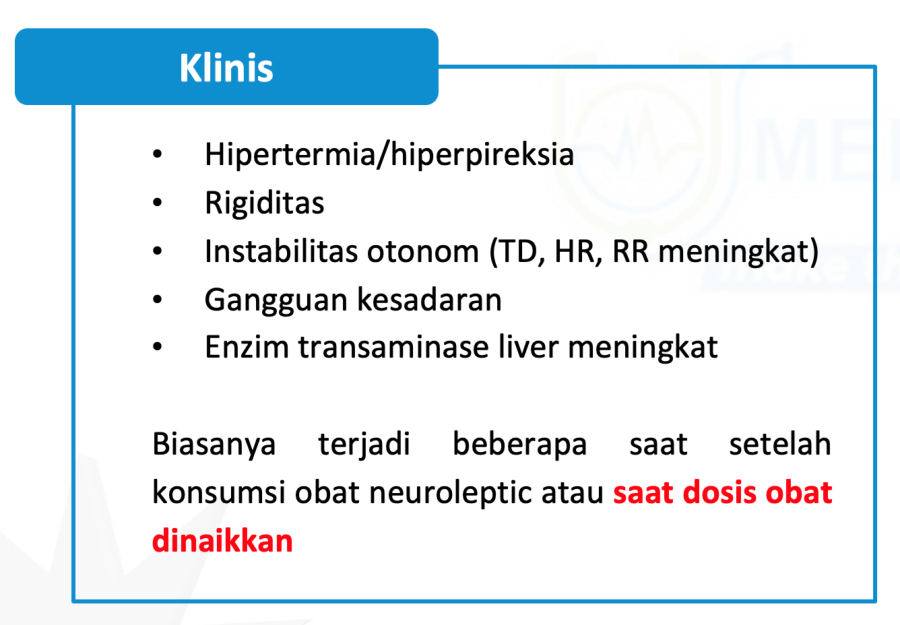 Klinis
• Hipertermia/hiperpireksia
• Rigiditas
• Instabilitas otonom (TD, HR, RR meningkat)
• Gangguan kesadaran
• Enzim transaminase liver meningkat
Biasanya terjadi beberapa saat setelah
konsumsi obat neuroleptic atau saat dosis obat
dinaikkan